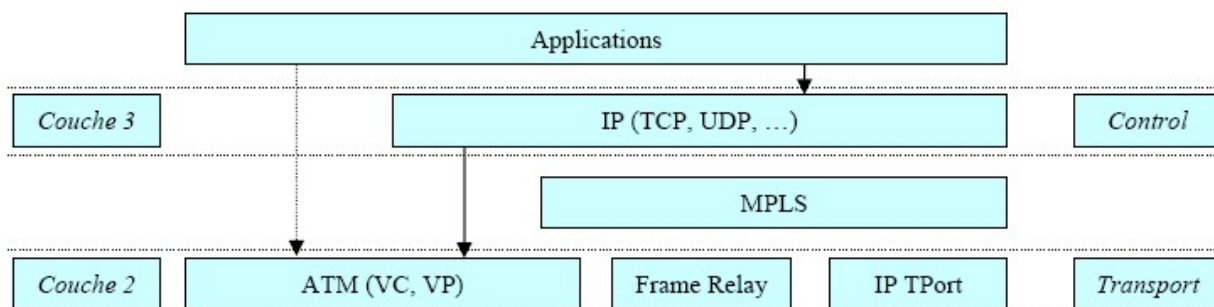 Applications
Couche 3
IP (TCP, UDP, …)
Control
MPLS
Couche 2
ATM (VC, VP)
Frame Relay
IP TPort
Transport